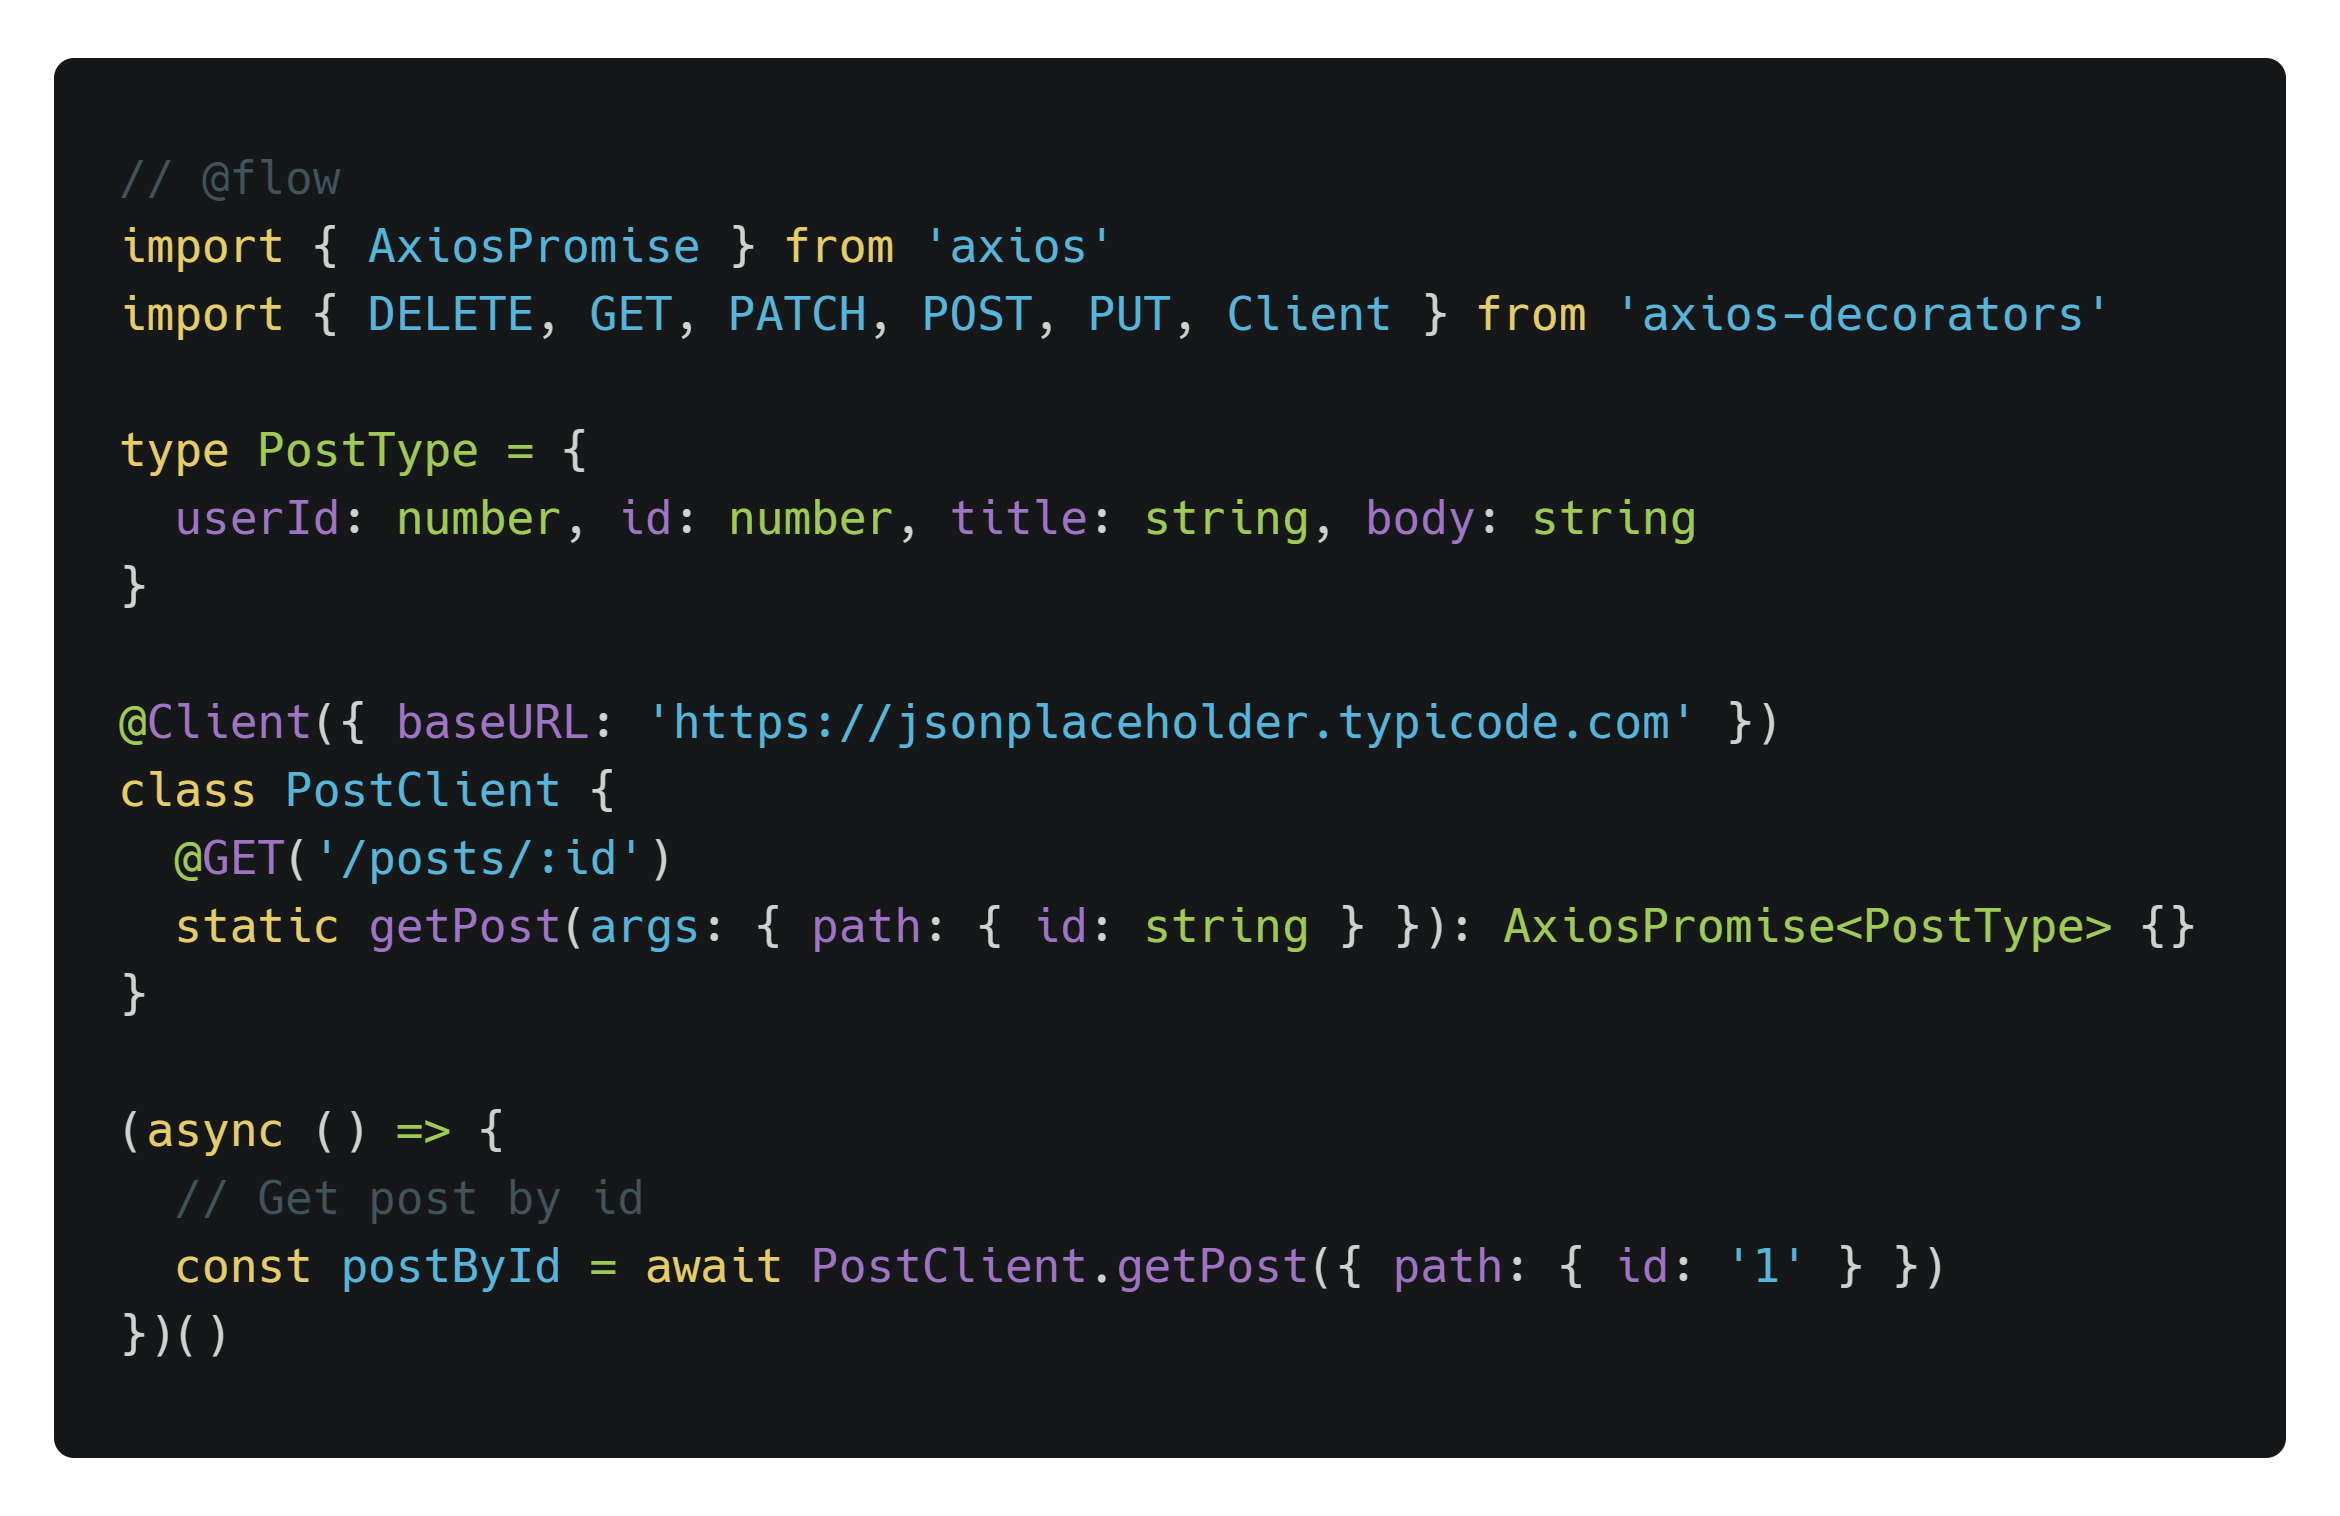 // @flow
import { AxiosPromise } from 'axios'
import { DELETE, GET, PATCH, POST, PUT, Client } from 'axios-decorators'

type PostType = {
  userId: number, id: number, title: string, body: string
}

@Client({ baseURL: 'https://jsonplaceholder.typicode.com' })
class PostClient {
  @GET('/posts/:id')
  static getPost(args: { path: { id: string } }): AxiosPromise<PostType> {}
}

(async () => {
  // Get post by id
  const postById = await PostClient.getPost({ path: { id: '1' } })
})()